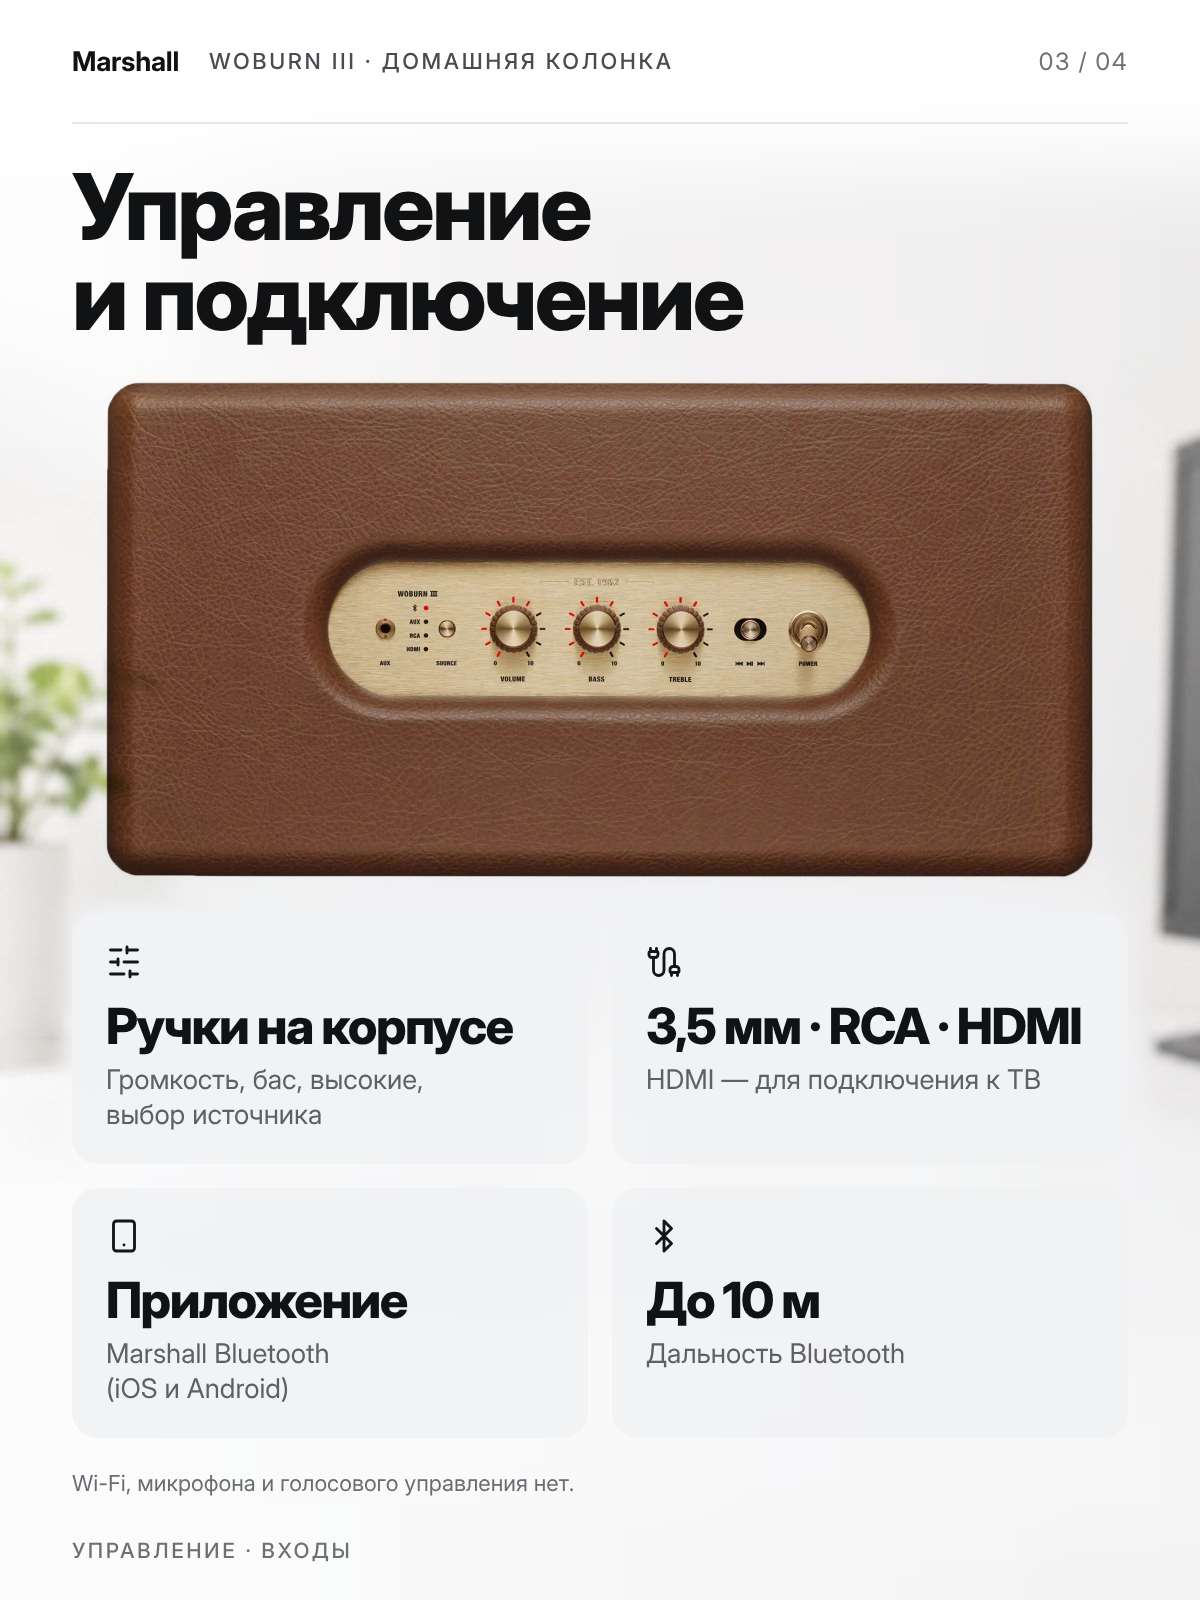 Marshall WOBURN III · ДОМАШНЯЯ КОЛОНКА 03 / 04
Управление
и подключение
EST. 1962
WOBURN III
AUX
RCA
HDMI
AUX SOURCE 0 10 0 10 0 10 POWER
VOLUME BASS TREBLE
Ручки на корпусе
Громкость, бас, высокие,
выбор источника
3,5 мм · RCA · HDMI
HDMI — для подключения к ТВ
Приложение
Marshall Bluetooth
(iOS и Android)
До 10 м
Дальность Bluetooth
Wi-Fi, микрофона и голосового управления нет.
УПРАВЛЕНИЕ · ВХОДЫ